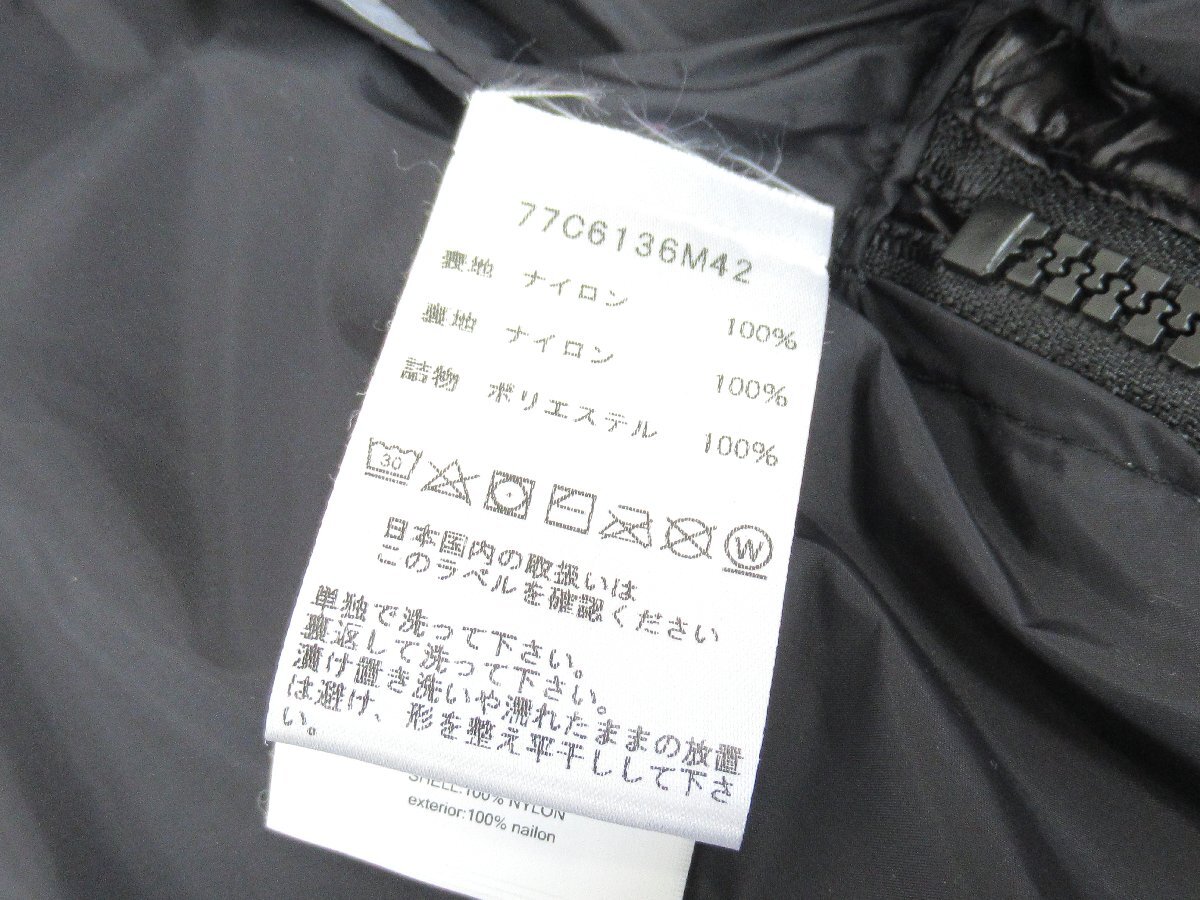 77C6136M42
表地 ナイロン 100%
裏地 ナイロン 100%
詰物 ポリエステル 100%
30 W
日本国内の取扱いは
このラベルを確認ください
単独で洗って下さい。
裏返して洗って下さい。
漬け置き洗いや濡れたままの放置
は避け、形を整え平干しして下さ
い。
SHELL:100% NYLON
exterior:100% nailon